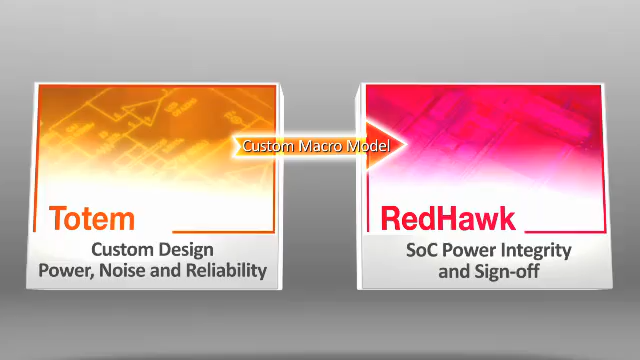 Custom Macro Model
Totem
Custom Design
Power, Noise and Reliability
RedHawk
SoC Power Integrity
and Sign-off